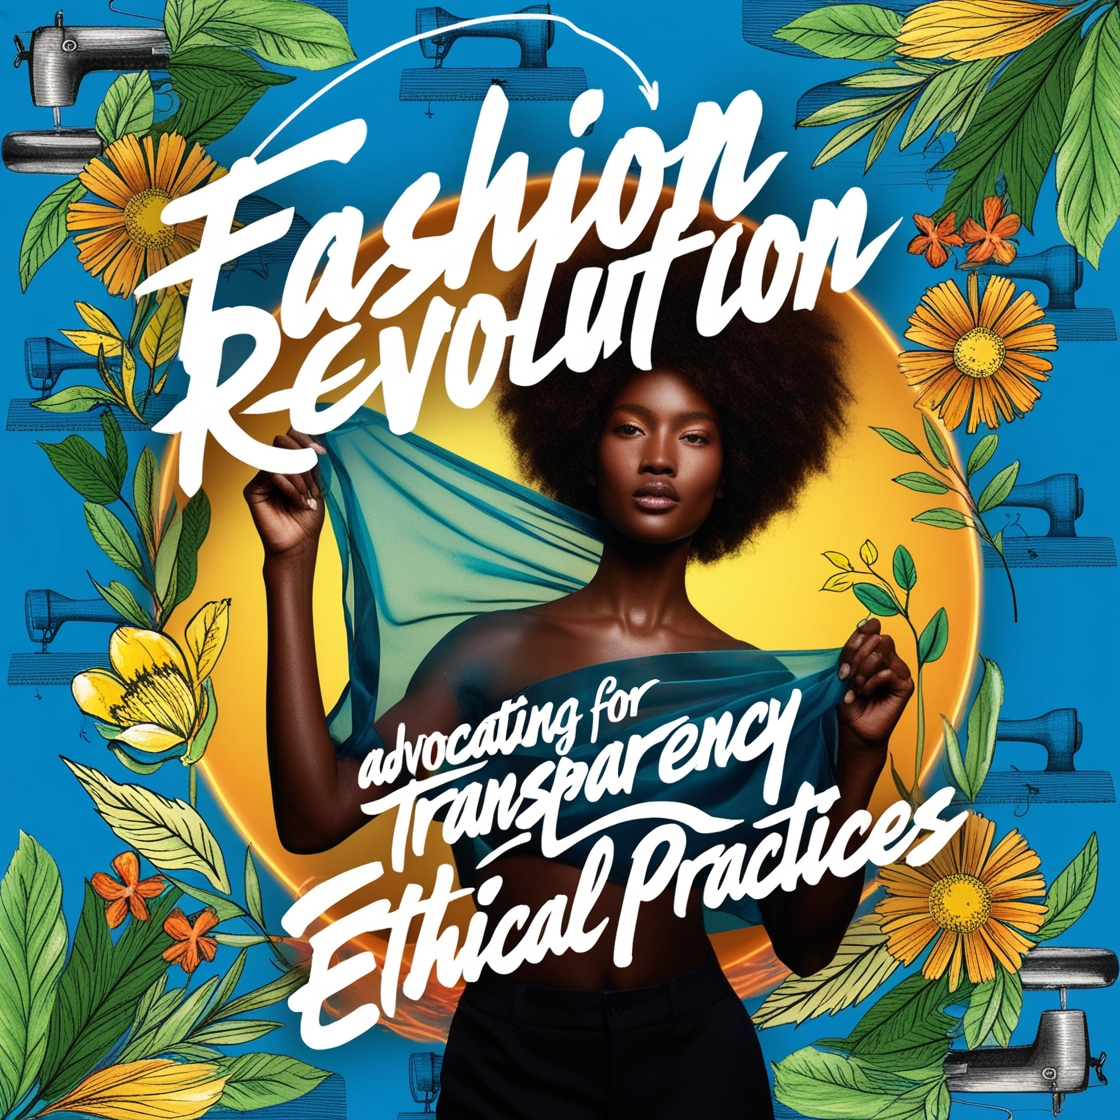 Fashion
Revolution
advocating for
Transparency
Ethical Practices